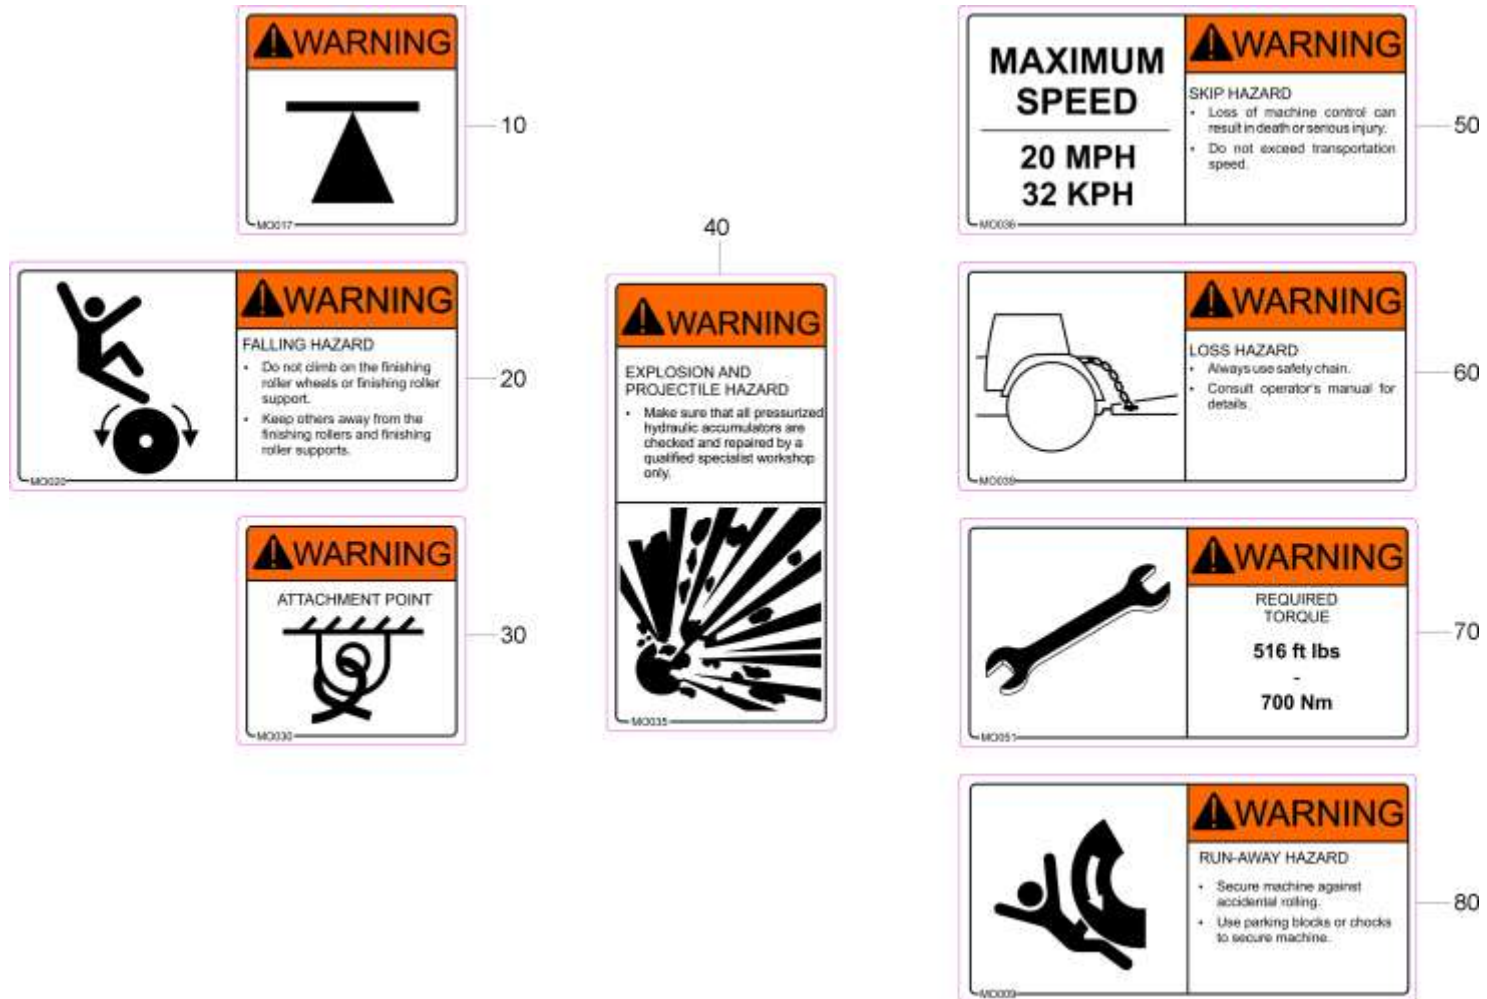 WARNING
MO017
10
WARNING
FALLING HAZARD
• Do not climb on the finishing
roller wheels or finishing roller
support.
• Keep others away from the
finishing rollers and finishing
roller supports.
20
WARNING
ATTACHMENT POINT
MO030
30
40
WARNING
EXPLOSION AND
PROJECTILE HAZARD
• Make sure that all pressurized
hydraulic accumulators are
checked and repaired by a
qualified specialist workshop
only.
MO035
MAXIMUM
SPEED
20 MPH
32 KPH
WARNING
SKIP HAZARD
• Loss of machine control can
result in death or serious injury.
• Do not exceed transportation
speed.
MO036
50
WARNING
LOSS HAZARD
• Always use safety chain.
• Consult operator's manual for
details.
60
WARNING
REQUIRED
TORQUE
516 ft lbs
-
700 Nm
MO051
70
WARNING
RUN-AWAY HAZARD
• Secure machine against
accidental rolling.
• Use parking blocks or chocks
to secure machine.
80